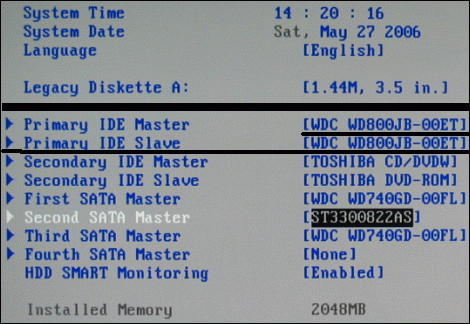 System Time 14 : 20 : 16
System Date Sat, May 27 2006
Language [English]
Legacy Diskette A: [1.44M, 3.5 in.]
Primary IDE Master [WDC WD800JB-00ET]
Primary IDE Slave [WDC WD800JB-00ET]
Secondary IDE Master [TOSHIBA CD/DVDW]
Secondary IDE Slave [TOSHIBA DVD-ROM]
First SATA Master [WDC WD740GD-00FL]
Second SATA Master [ST3300822AS]
Third SATA Master [WDC WD740GD-00FL]
Fourth SATA Master [None]
HDD SMART Monitoring [Enabled]
Installed Memory 2048MB